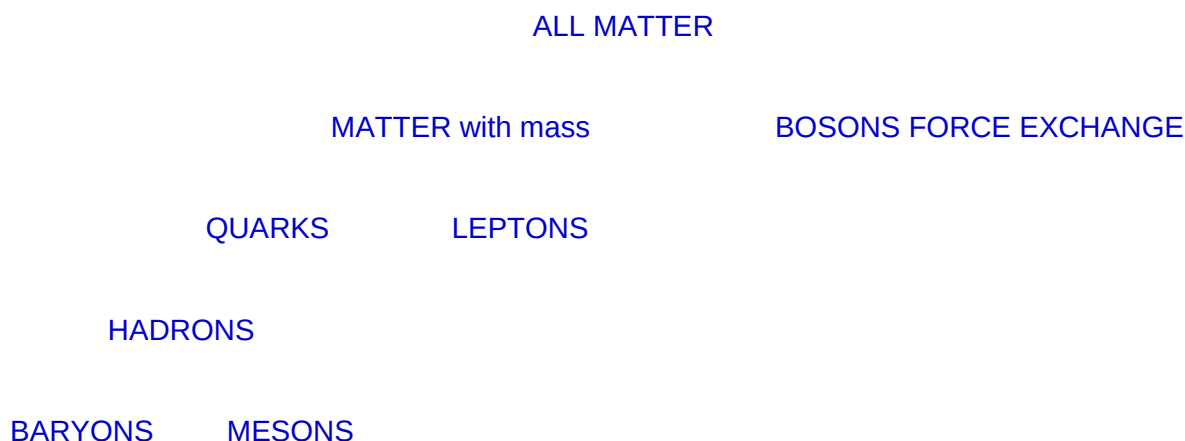 ALL MATTER
MATTER with mass BOSONS FORCE EXCHANGE
QUARKS LEPTONS
HADRONS
BARYONS MESONS